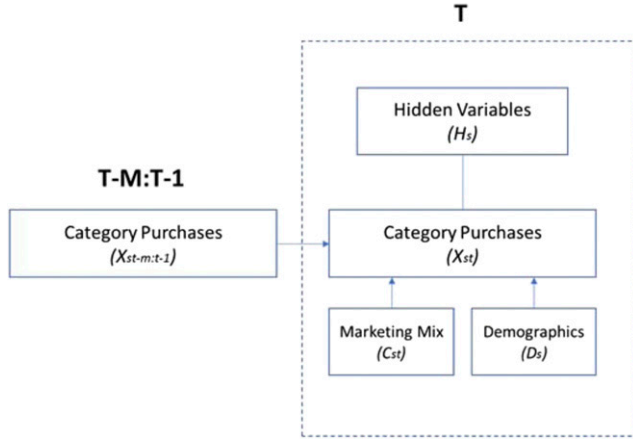 T
Hidden Variables
(Hs)
T-M:T-1
Category Purchases
(Xst-m:t-1)
Category Purchases
(Xst)
Marketing Mix
(Cst)
Demographics
(Ds)